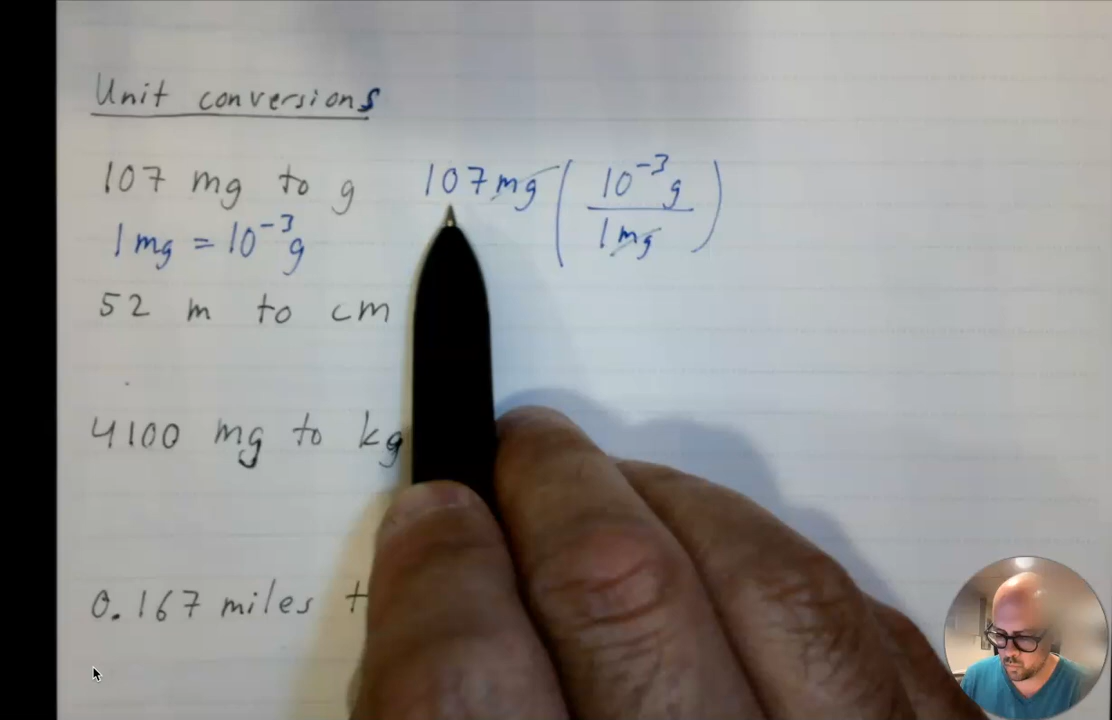 Unit conversions
107 mg to g 107 mg ( 10⁻³ g / 1 mg )
1 mg = 10⁻³ g
52 m to cm
4100 mg to kg
0.167 miles